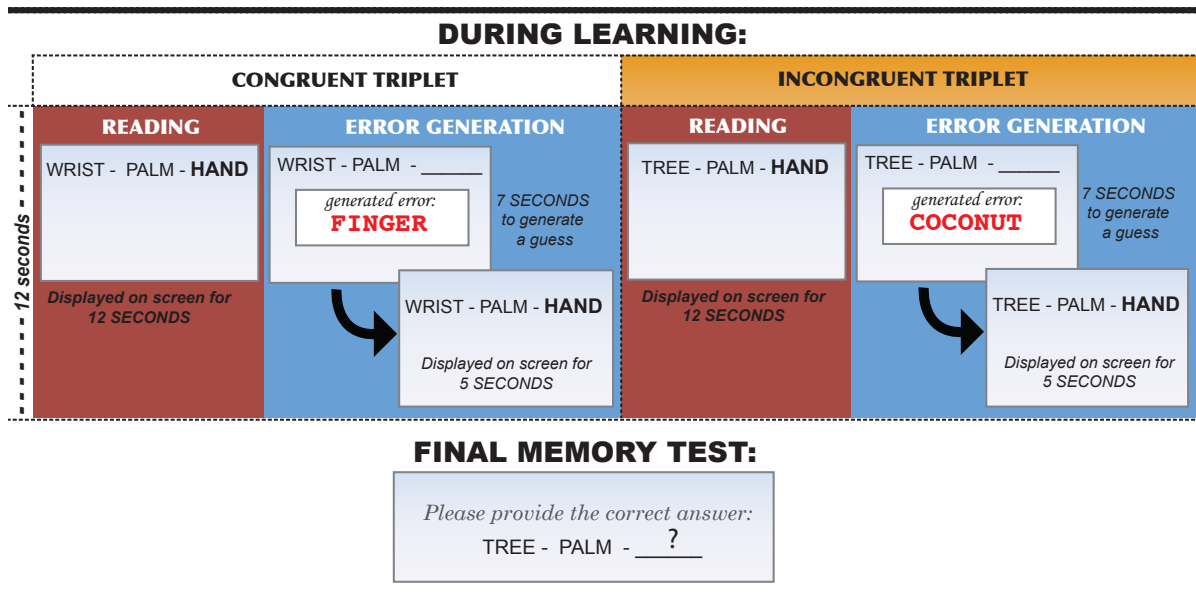 DURING LEARNING:
CONGRUENT TRIPLET
INCONGRUENT TRIPLET
12 seconds
READING
WRIST - PALM - HAND
Displayed on screen for
12 SECONDS
ERROR GENERATION
WRIST - PALM - ______
generated error:
FINGER
7 SECONDS
to generate
a guess
WRIST - PALM - HAND
Displayed on screen for
5 SECONDS
READING
TREE - PALM - HAND
Displayed on screen for
12 SECONDS
ERROR GENERATION
TREE - PALM - ______
generated error:
COCONUT
7 SECONDS
to generate
a guess
TREE - PALM - HAND
Displayed on screen for
5 SECONDS
FINAL MEMORY TEST:
Please provide the correct answer:
TREE - PALM - ___?___